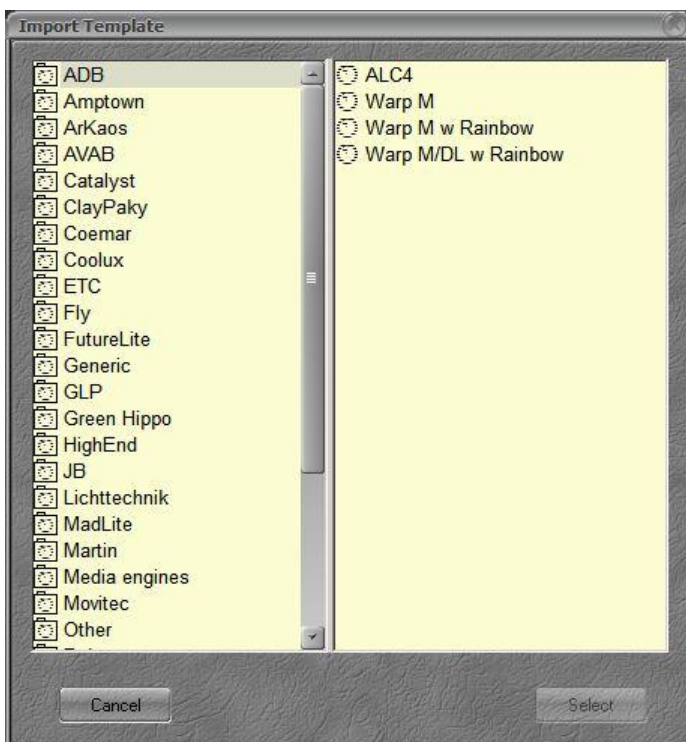 Import Template
ADB
Amptown
ArKaos
AVAB
Catalyst
ClayPaky
Coemar
Coolux
ETC
Fly
FutureLite
Generic
GLP
Green Hippo
HighEnd
JB
Lichttechnik
MadLite
Martin
Media engines
Movitec
Other
ALC4
Warp M
Warp M w Rainbow
Warp M/DL w Rainbow
Cancel
Select